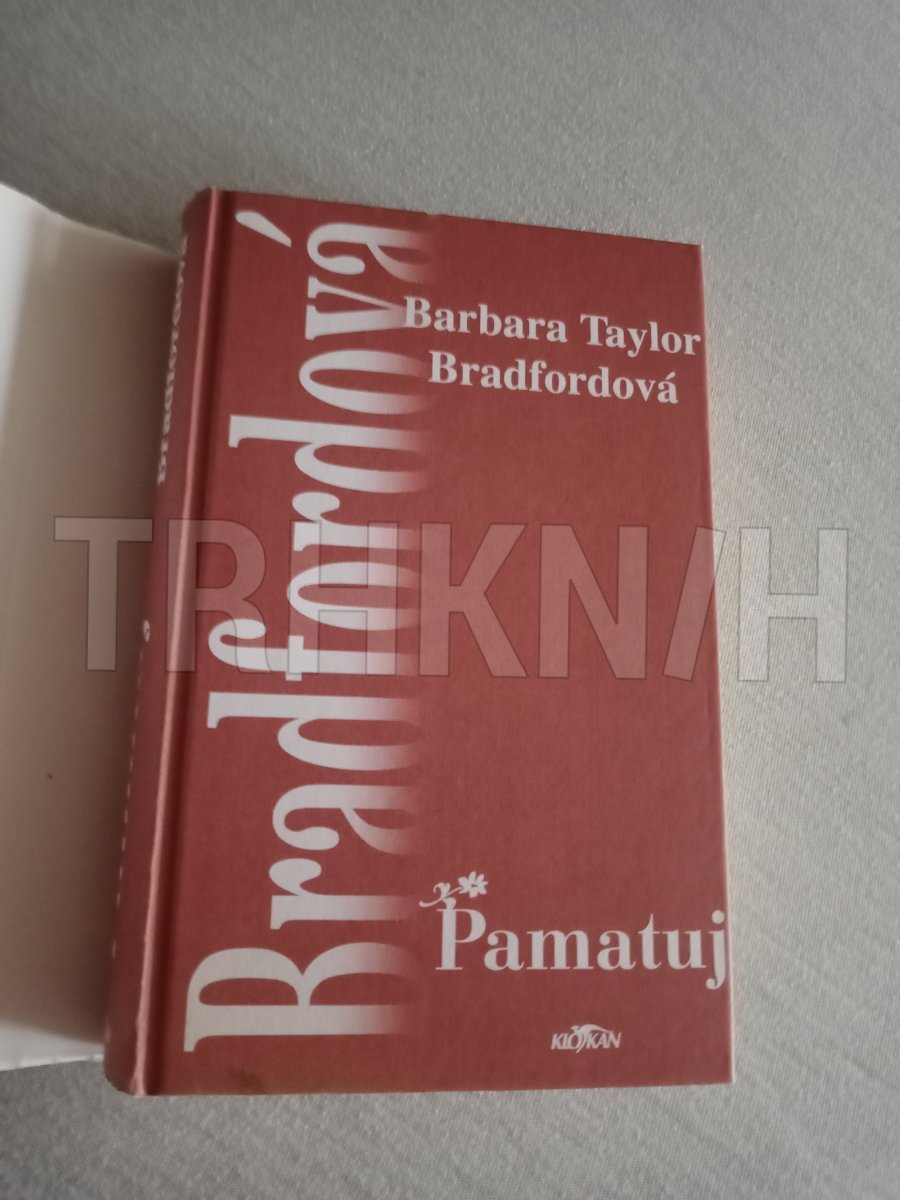 Bradfordová
Barbara Taylor
Bradfordová
Pamatuj
KLOKAN
TRHKNIH